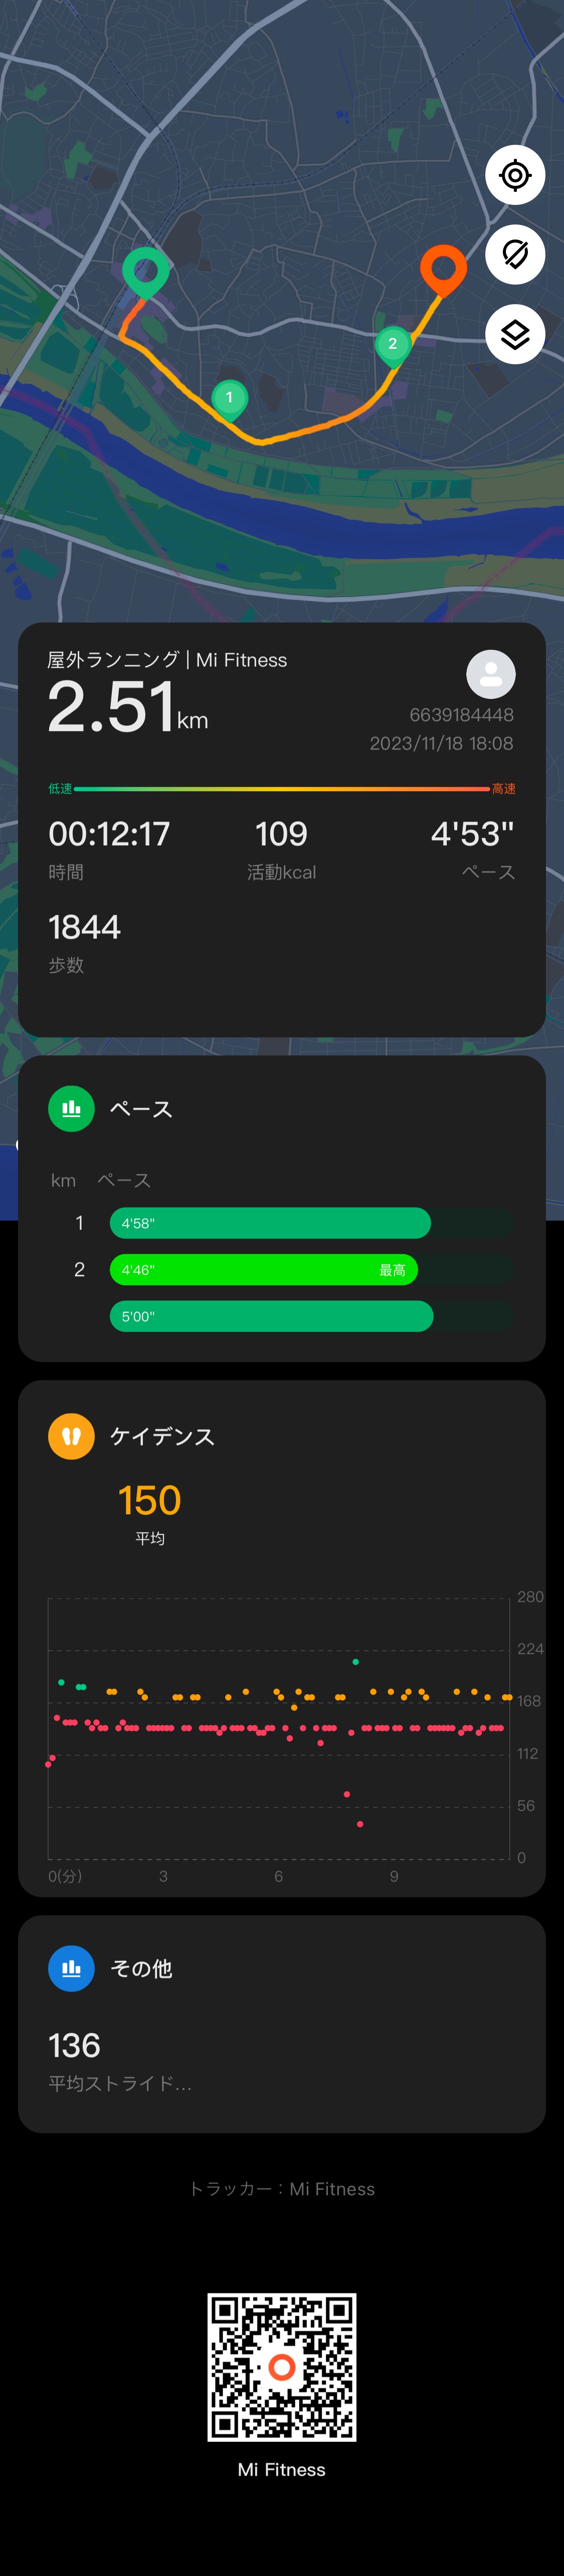 1
2
屋外ランニング | Mi Fitness
2.51km
6639184448
2023/11/18 18:08
低速 高速
00:12:17 109 4'53"
時間 活動kcal ペース
1844
歩数
ペース
km ペース
1 4'58"
2 4'46" 最高
5'00"
ケイデンス
150
平均
280
224
168
112
56
0
0(分) 3 6 9
その他
136
平均ストライド...
トラッカー：Mi Fitness
Mi Fitness